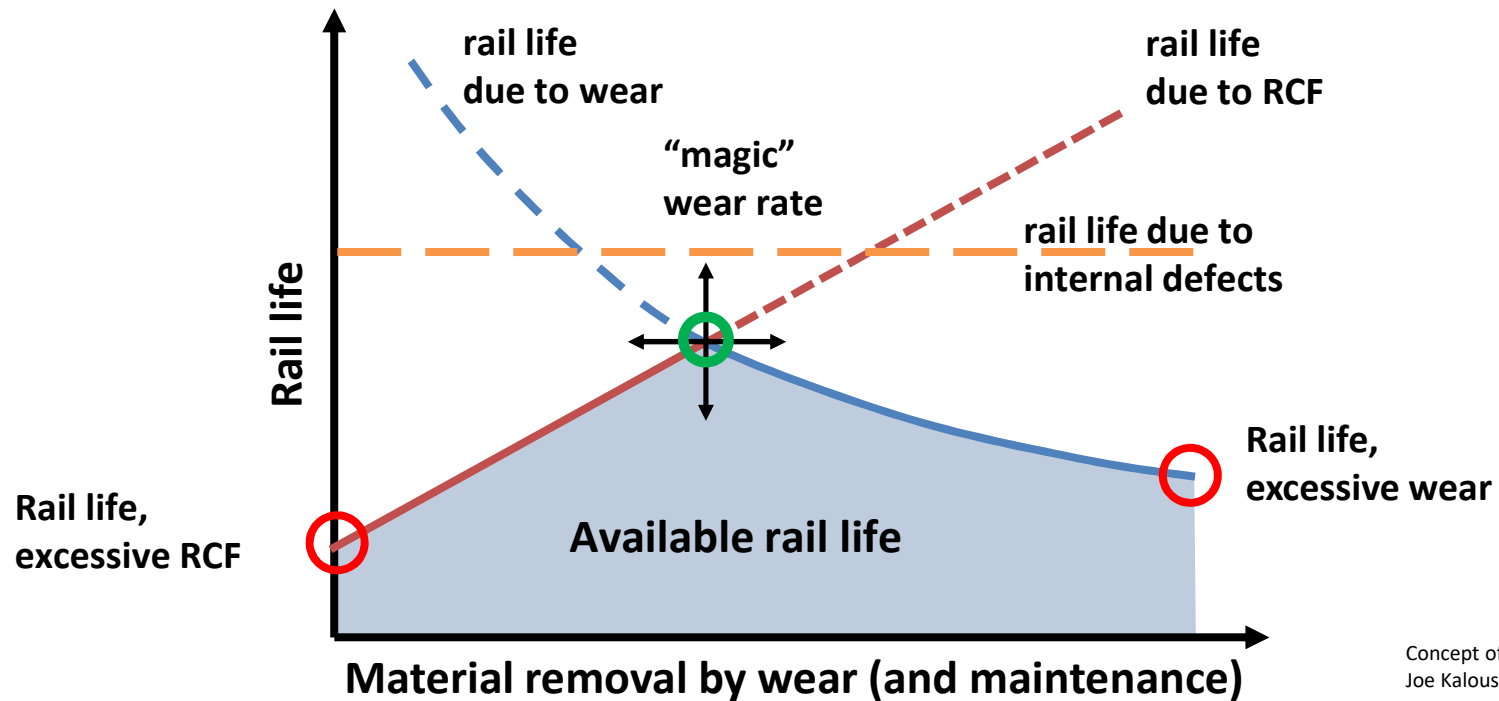 rail life
due to wear
rail life
due to RCF
“magic”
wear rate
rail life due to
internal defects
Rail life
Rail life,
excessive wear
Rail life,
excessive RCF
Available rail life
Material removal by wear (and maintenance)
Concept of
Joe Kalous